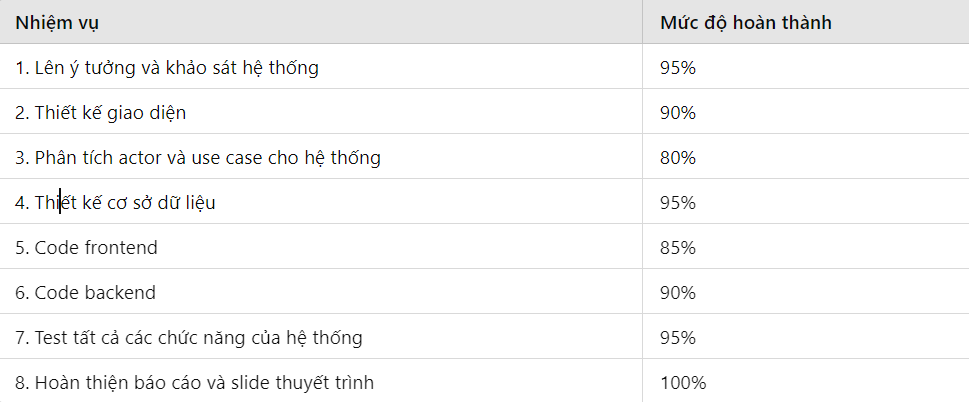 Nhiệm vụ Mức độ hoàn thành
1. Lên ý tưởng và khảo sát hệ thống 95%
2. Thiết kế giao diện 90%
3. Phân tích actor và use case cho hệ thống 80%
4. Thiết kế cơ sở dữ liệu 95%
5. Code frontend 85%
6. Code backend 90%
7. Test tất cả các chức năng của hệ thống 95%
8. Hoàn thiện báo cáo và slide thuyết trình 100%